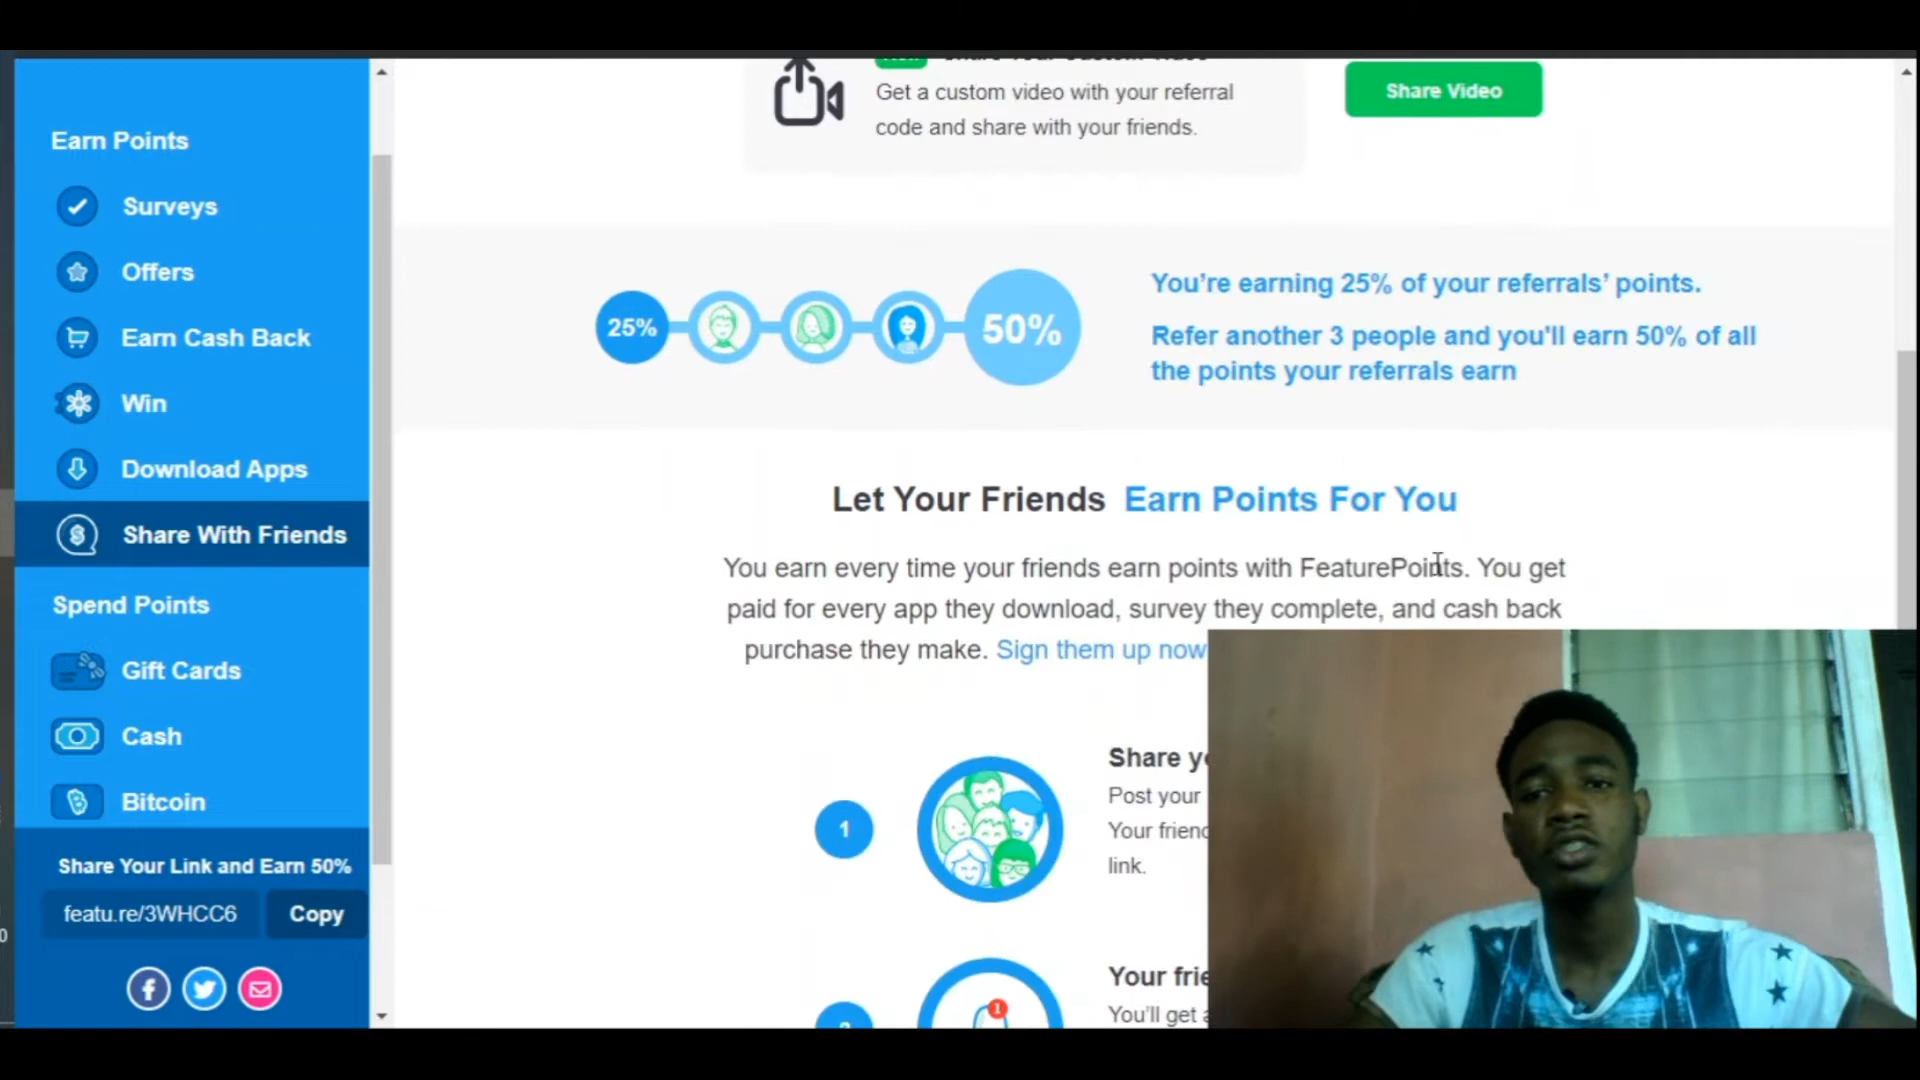 Earn Points
Surveys
Offers
Earn Cash Back
Win
Download Apps
Share With Friends
Spend Points
Gift Cards
Cash
Bitcoin
Share Your Link and Earn 50%
featu.re/3WHCC6
Copy
Get a custom video with your referral
code and share with your friends.
Share Video
25%
50%
You're earning 25% of your referrals' points.
Refer another 3 people and you'll earn 50% of all
the points your referrals earn
Let Your Friends Earn Points For You
You earn every time your friends earn points with FeaturePoints. You get
paid for every app they download, survey they complete, and cash back
purchase they make. Sign them up now
1
Share y
Post your
Your frien
link.
Your frie
You'll get
1